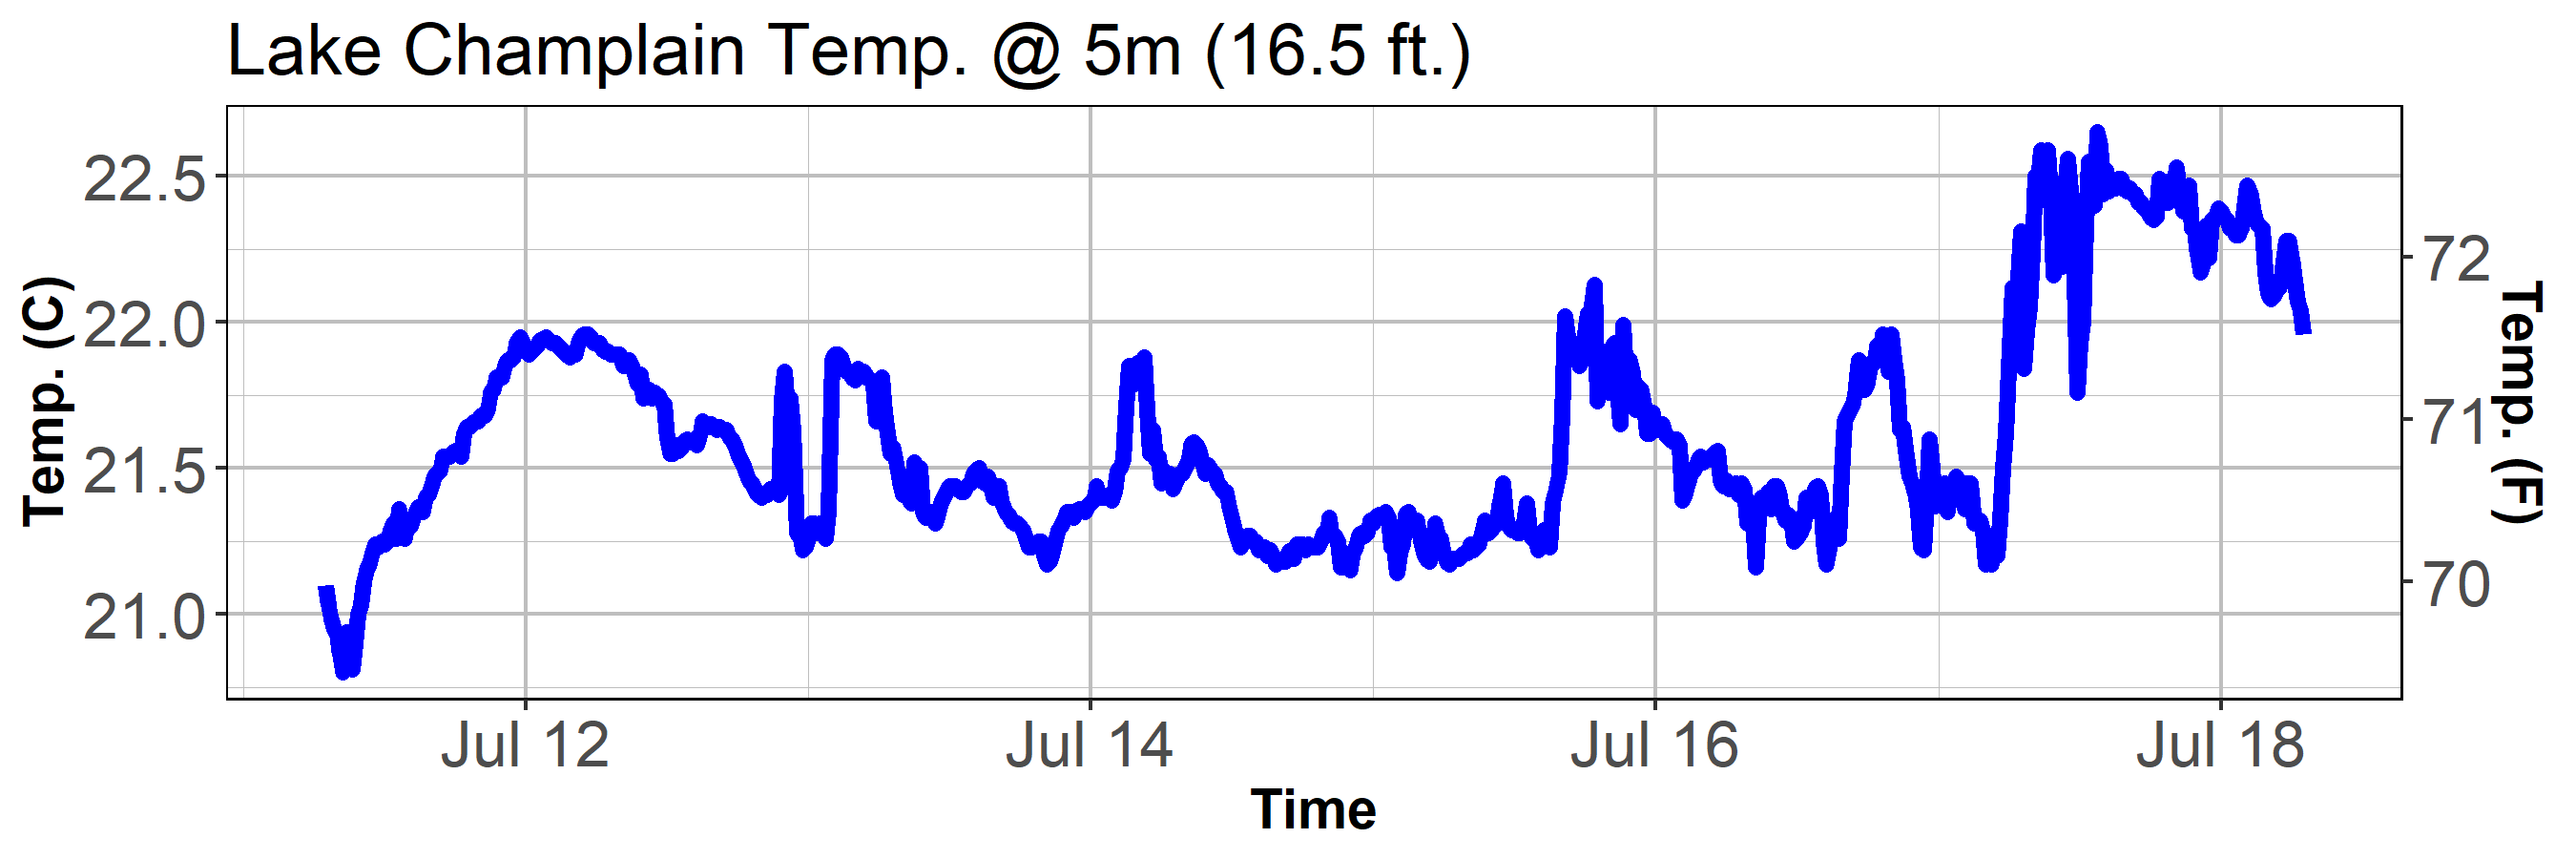 Lake Champlain Temp. @ 5m (16.5 ft.)
22.5
22.0
21.5
21.0
Temp. (C)
72
71
70
Temp. (F)
Jul 12
Jul 14
Jul 16
Jul 18
Time